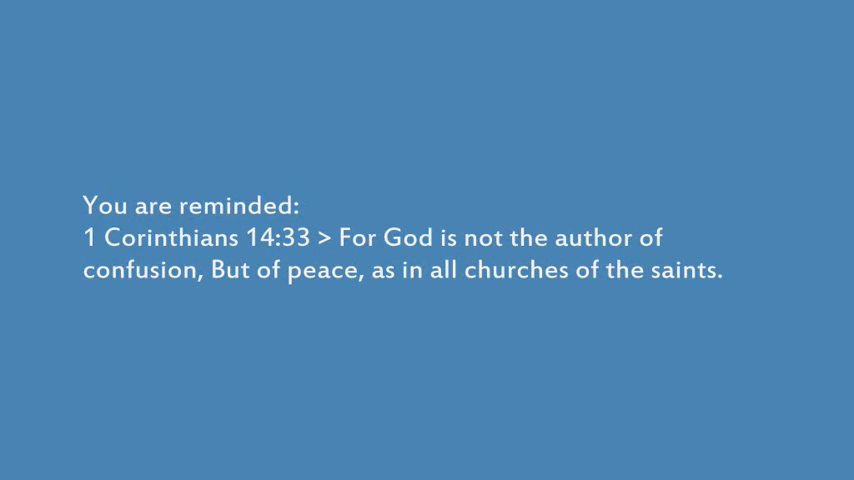 You are reminded:
1 Corinthians 14:33 > For God is not the author of
confusion, But of peace, as in all churches of the saints.